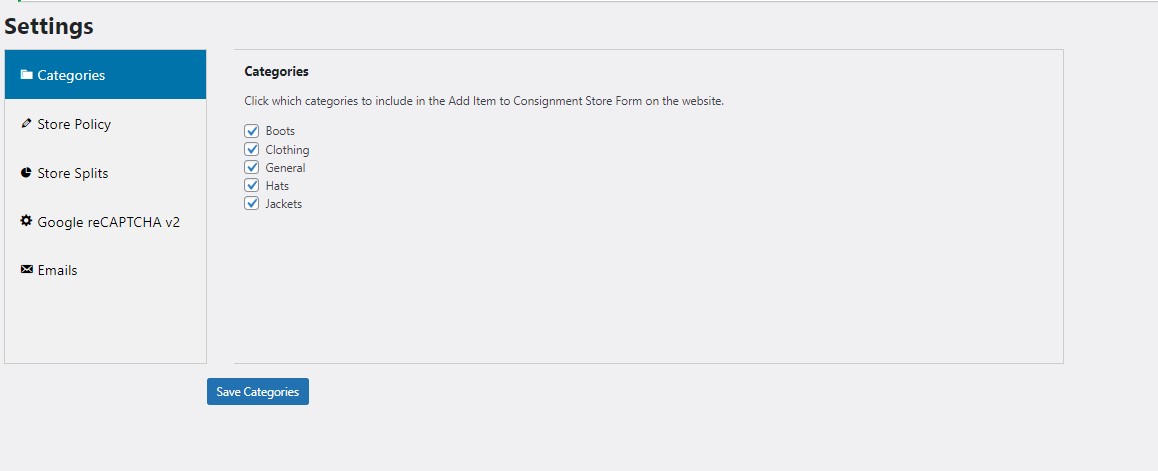 Settings
Categories
Store Policy
Store Splits
Google reCAPTCHA v2
Emails
Categories
Click which categories to include in the Add Item to Consignment Store Form on the website.
Boots
Clothing
General
Hats
Jackets
Save Categories